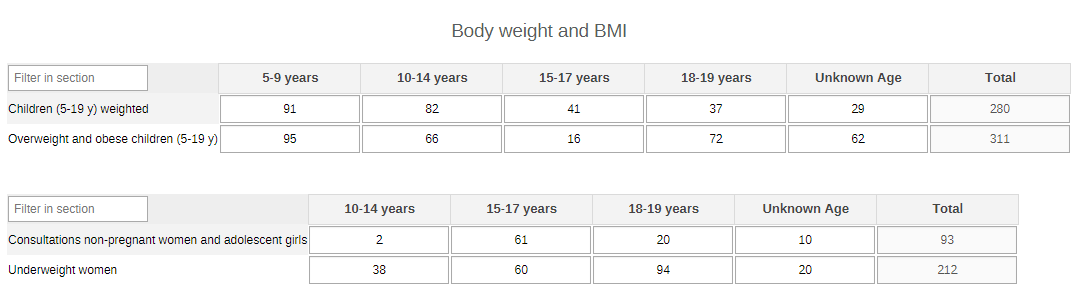 Body weight and BMI
Filter in section 5-9 years 10-14 years 15-17 years 18-19 years Unknown Age Total
Children (5-19 y) weighted 91 82 41 37 29 280
Overweight and obese children (5-19 y) 95 66 16 72 62 311
Filter in section 10-14 years 15-17 years 18-19 years Unknown Age Total
Consultations non-pregnant women and adolescent girls 2 61 20 10 93
Underweight women 38 60 94 20 212